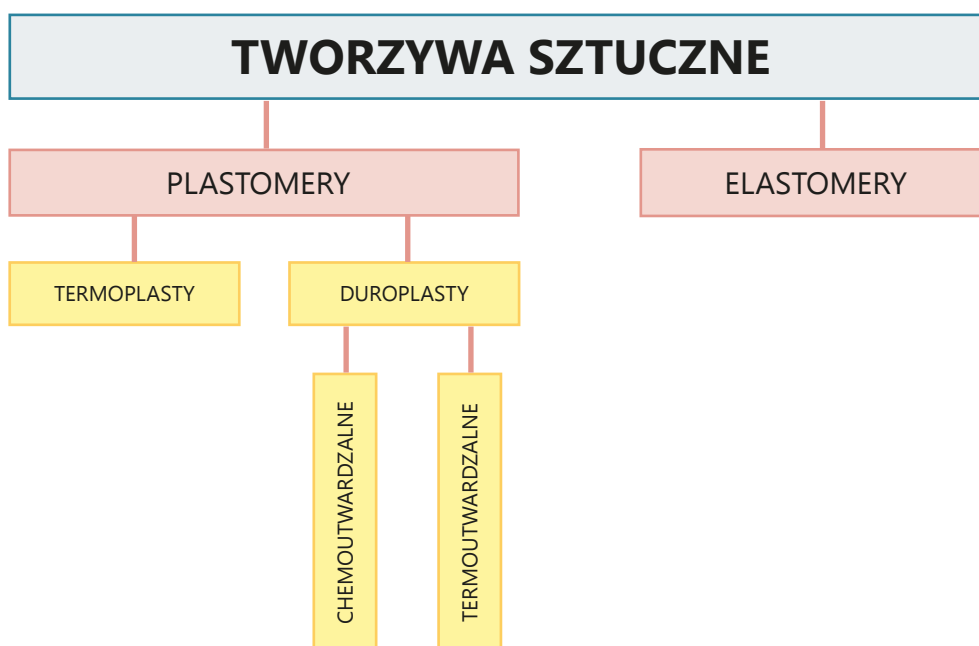 TWORZYWA SZTUCZNE
PLASTOMERY
ELASTOMERY
TERMOPLASTY
DUROPLASTY
CHEMOUTWARDZALNE
TERMOUTWARDZALNE